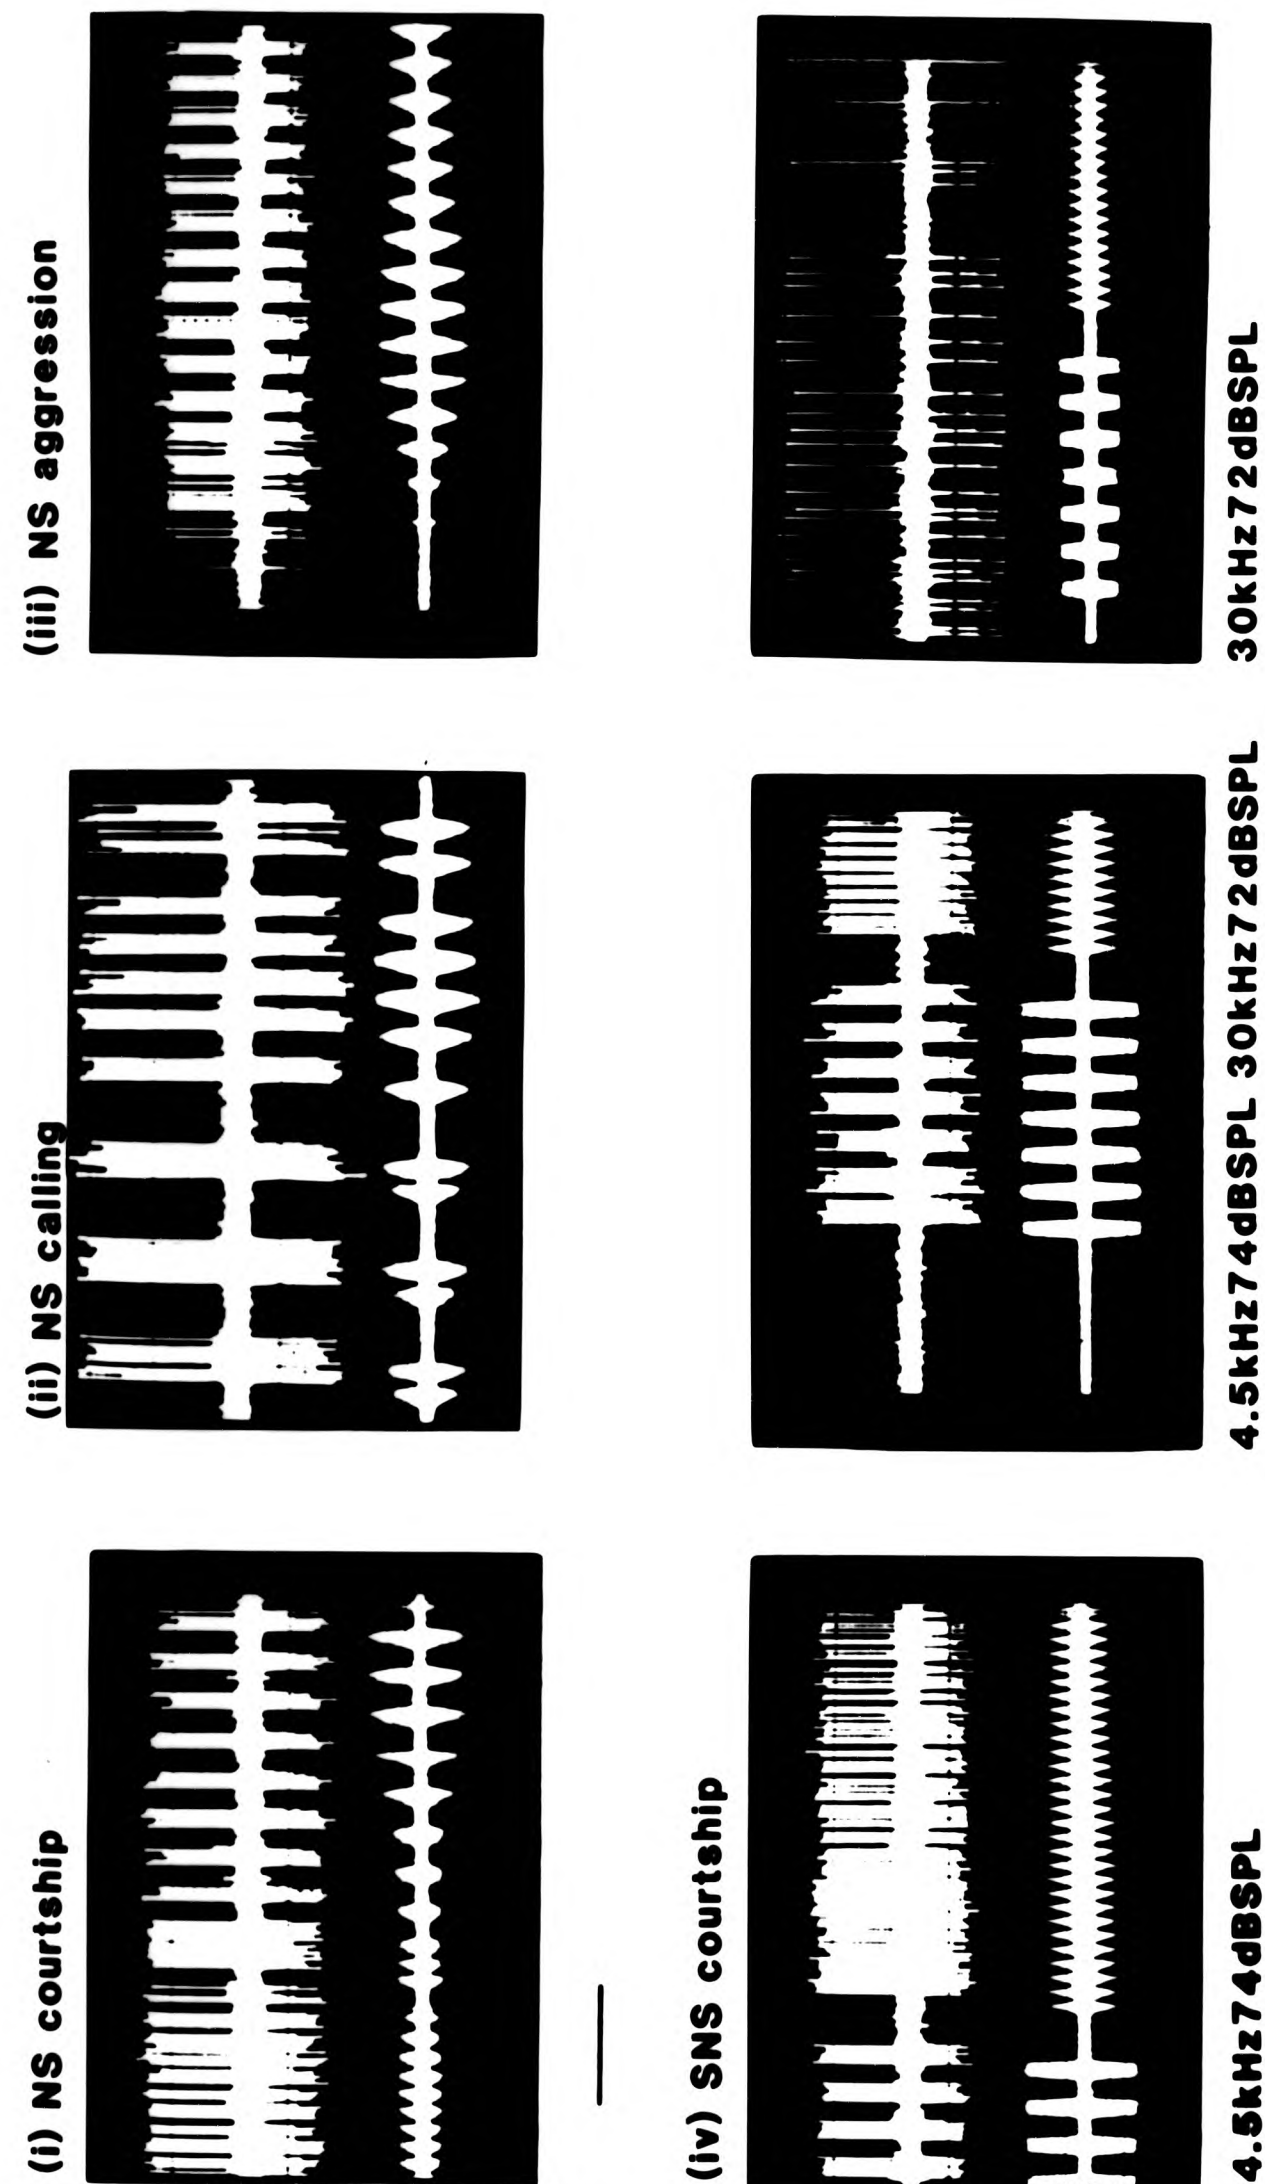 (i) NS courtship
(ii) NS calling
(iii) NS aggression
(iv) SNS courtship
4.5kHz74dBSPL
4.5kHz74dBSPL 30kHz72dBSPL
30kHz72dBSPL